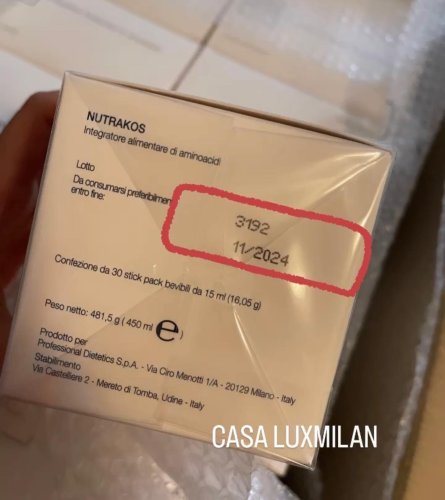 NUTRAKOS
Integratore alimentare di aminoacidi
Lotto
3192
Da consumarsi preferibilmen
entro fine:
11/2024
Confezione da 30 stick pack bevibili da 15 ml (16,05 g)
Peso netto: 481,5 g ( 450 ml ) e
Prodotto per
Professional Dietetics S.p.A. - Via Ciro Menotti 1/A - 20129 Milano - Italy
Stabilimento
Via Castelliere 2 - Mereto di Tomba, Udine - Italy
CASA LUXMILAN